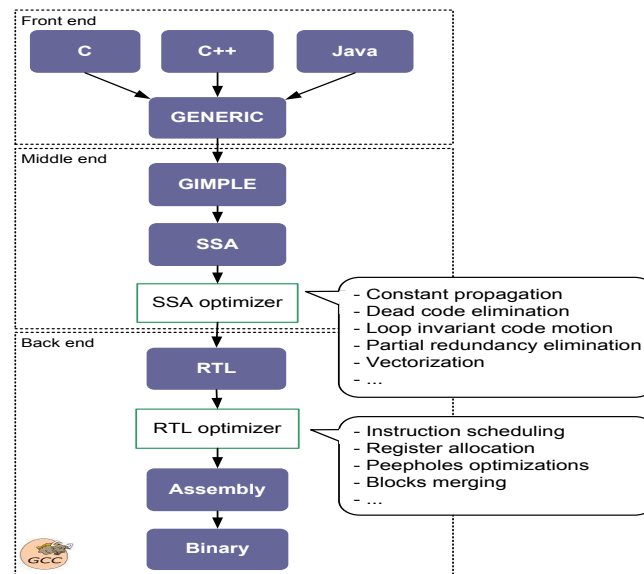 Front end
C
C++
Java
GENERIC
Middle end
GIMPLE
SSA
SSA optimizer
- Constant propagation
- Dead code elimination
- Loop invariant code motion
- Partial redundancy elimination
- Vectorization
- ...
Back end
RTL
RTL optimizer
- Instruction scheduling
- Register allocation
- Peepholes optimizations
- Blocks merging
- ...
Assembly
Binary
GCC